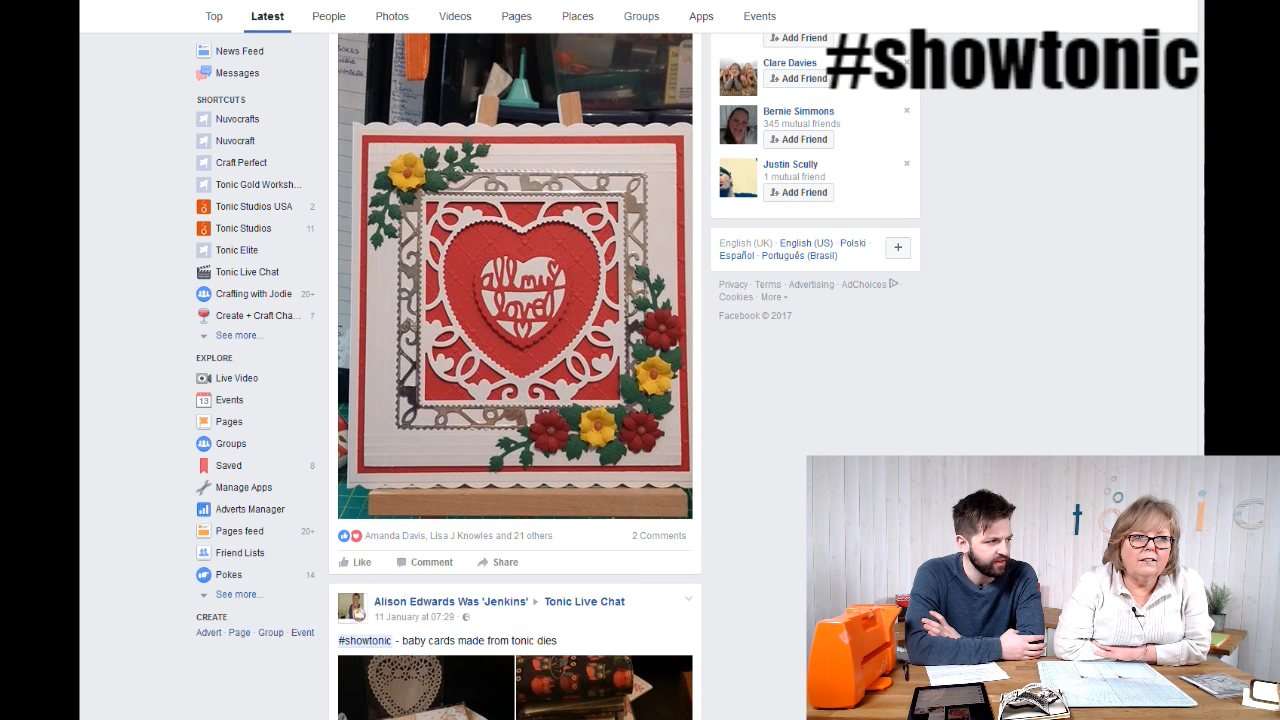 Top Latest People Photos Videos Pages Places Groups Apps Events
#showtonic
News Feed
Messages
SHORTCUTS
Nuvocrafts
Nuvocraft
Craft Perfect
Tonic Gold Worksh...
Tonic Studios USA 2
Tonic Studios 11
Tonic Elite
Tonic Live Chat
Crafting with Jodie 20+
Create + Craft Cha... 7
See more...
EXPLORE
Live Video
13 Events
Pages
Groups
Saved 8
Manage Apps
Adverts Manager
Pages feed 20+
Friend Lists
Pokes 14
See more...
CREATE
Advert · Page · Group · Event
all my
love
Amanda Davis, Lisa J Knowles and 21 others 2 Comments
Like Comment Share
Alison Edwards Was 'Jenkins' Tonic Live Chat
11 January at 07:29 ·
#showtonic - baby cards made from tonic dies
Add Friend
Clare Davies
Add Friend
Bernie Simmons
345 mutual friends
Add Friend
Justin Scully
1 mutual friend
Add Friend
English (UK) · English (US) · Polski ·
Español · Português (Brasil)
+
Privacy · Terms · Advertising · AdChoices ·
Cookies · More
Facebook © 2017
tonic